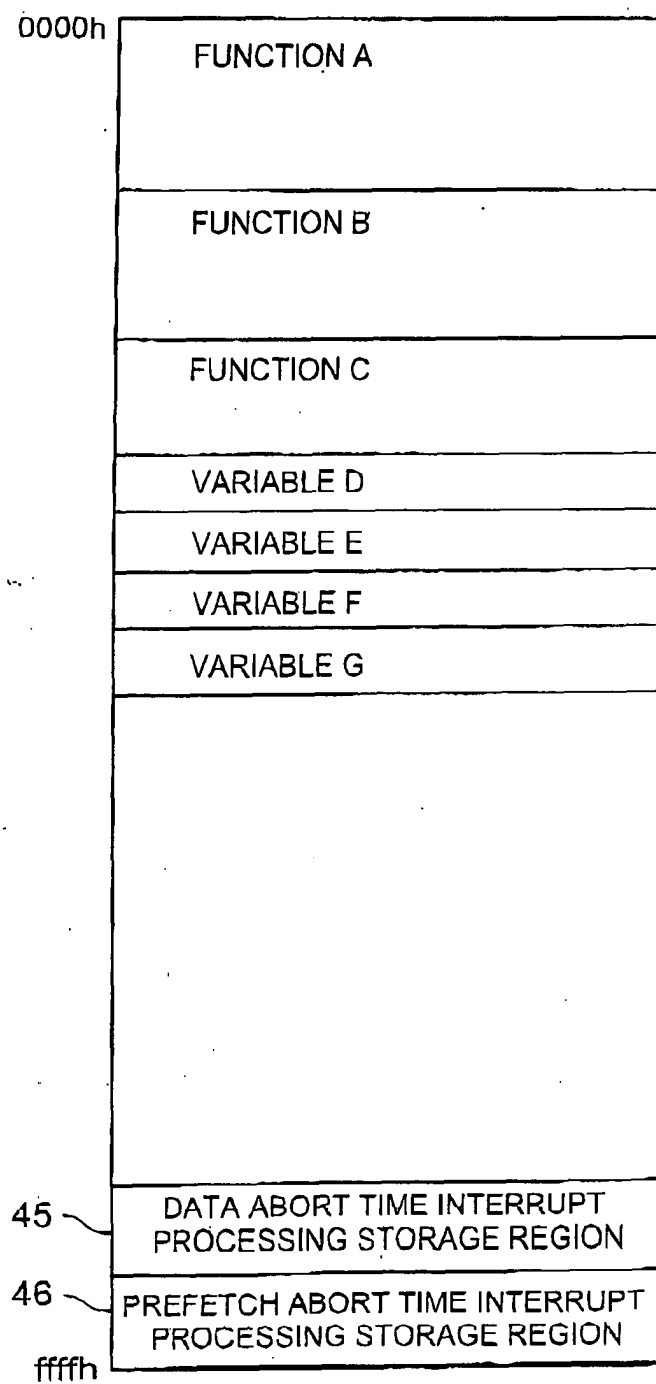 0000h
FUNCTION A
FUNCTION B
FUNCTION C
VARIABLE D
VARIABLE E
VARIABLE F
VARIABLE G
45
DATA ABORT TIME INTERRUPT
PROCESSING STORAGE REGION
46
PREFETCH ABORT TIME INTERRUPT
PROCESSING STORAGE REGION
ffffh